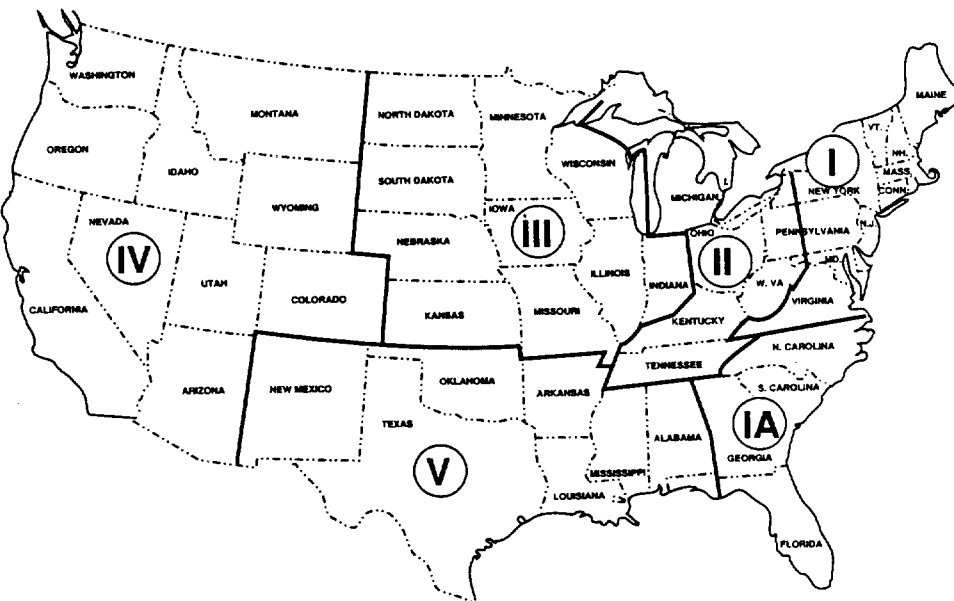 WASHINGTON
MONTANA
NORTH DAKOTA
MINNESOTA
MAINE
VT.
NH.
MASS
CONN.
I
NEW YORK
OREGON
IDAHO
SOUTH DAKOTA
WISCONSIN
MICHIGAN
WYOMING
IOWA
III
NEBRASKA
OHIO
II
PENNSYLVANIA
N.J.
MD.
NEVADA
IV
UTAH
COLORADO
ILLINOIS
INDIANA
W. VA
VIRGINIA
CALIFORNIA
KANSAS
MISSOURI
KENTUCKY
N. CAROLINA
TENNESSEE
ARIZONA
NEW MEXICO
OKLAHOMA
ARKANSAS
S. CAROLINA
TEXAS
IA
ALABAMA
GEORGIA
V
MISSISSIPPI
LOUISIANA
FLORIDA